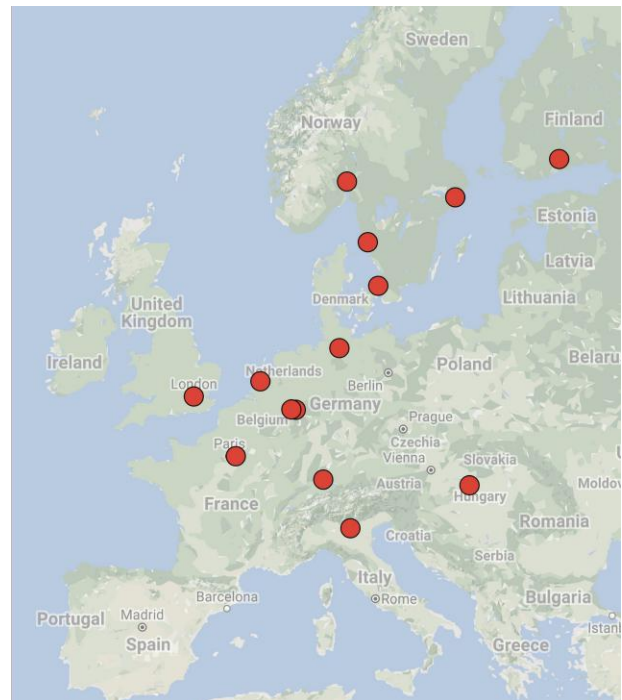 Sweden
Norway
Finland
Estonia
Latvia
Denmark
Lithuania
United
Kingdom
Ireland
London
Netherlands
Berlin
Poland
Belaru
Belgium
Germany
Prague
Czechia
Paris
Vienna
Slovakia
Austria
Moldov
Hungary
France
Romania
Croatia
Serbia
Italy
Barcelona
Rome
Bulgaria
Portugal
Madrid
Spain
Istanb
Greece